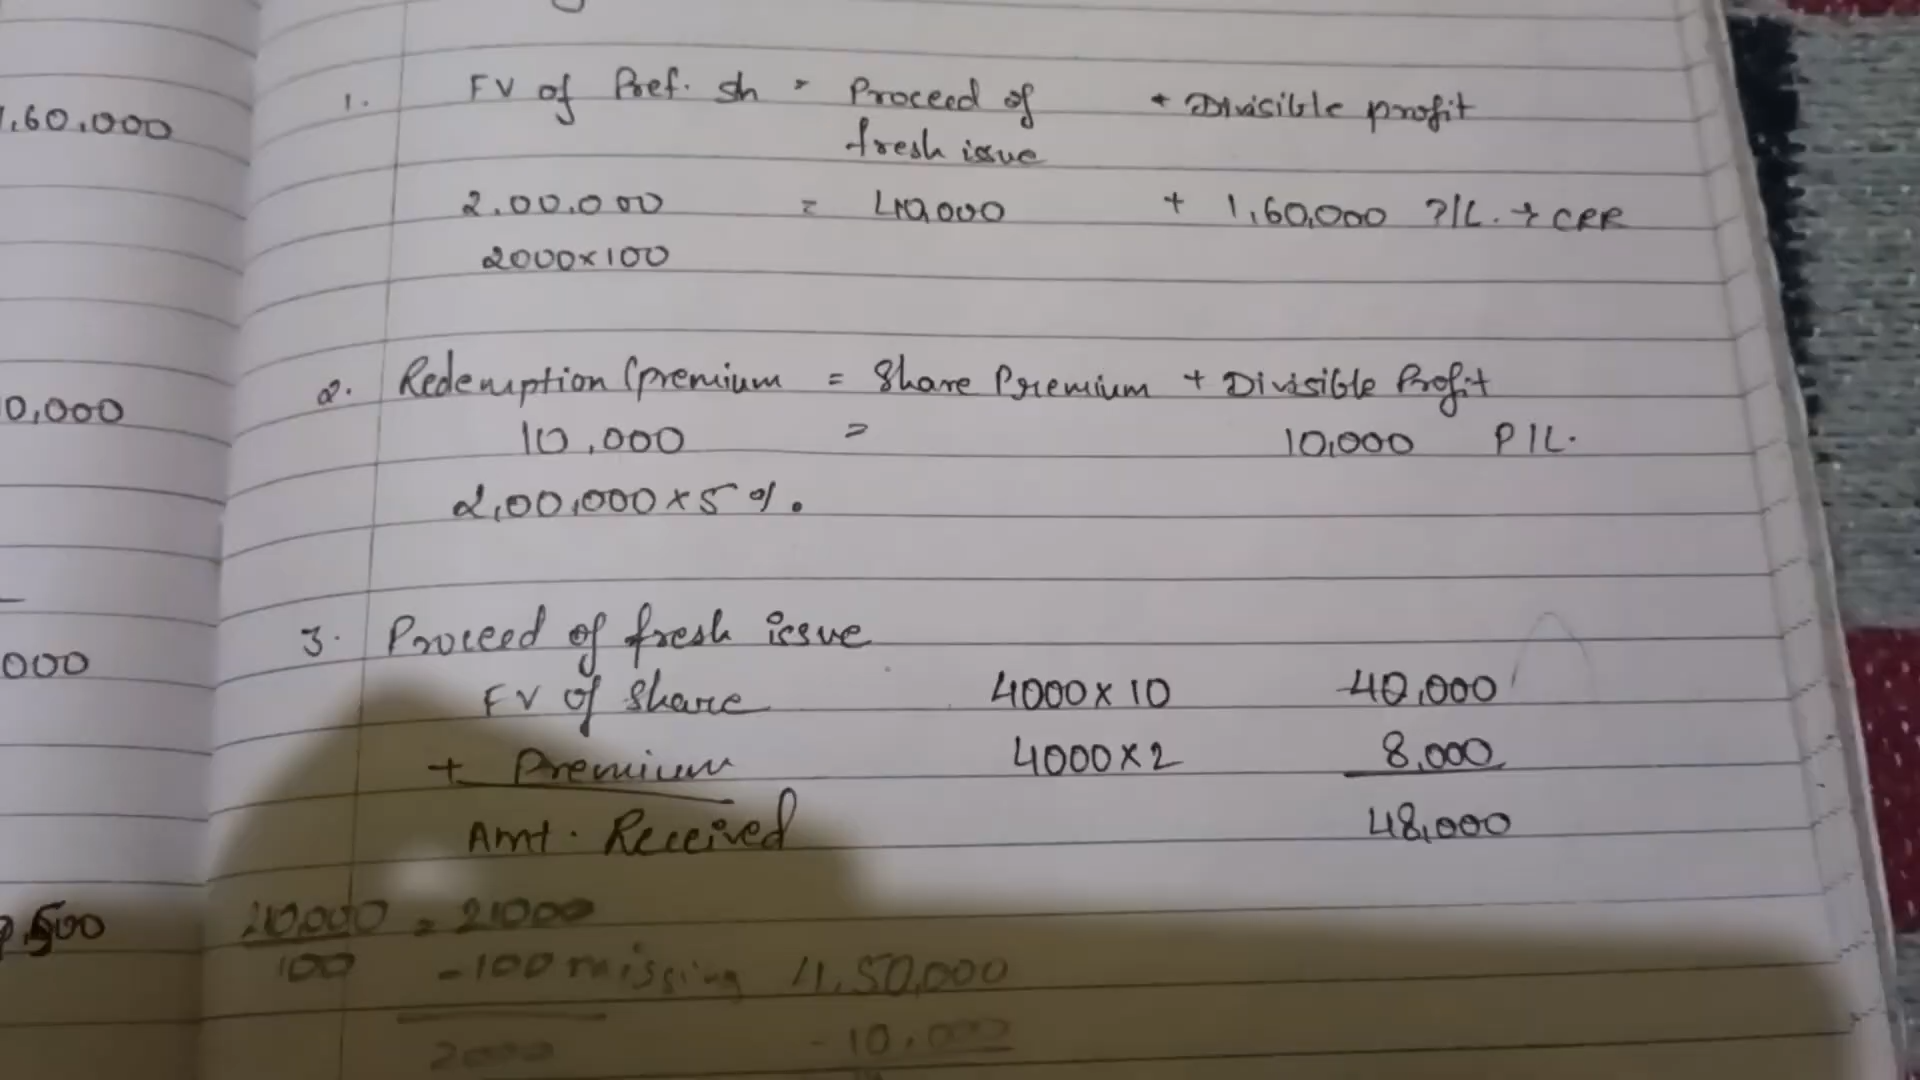 1,60,000
0,000
000
500
1. FV of Pref. sh = Proceed of + Divisible profit
fresh issue
2,00,000 = 40,000 + 1,60,000 P/L. → CRR
2000×100
2. Redemption (premium = Share Premium + Divisible Profit
10,000 = 10,000 P/L.
2,00,000×5%.
3. Proceed of fresh issue
FV of share 4000×10 40,000
+ Premium 4000×2 8,000
Amt. Received 48,000
210,000 = 2100
100 -100 missing 4,50,000
2000 -10,000